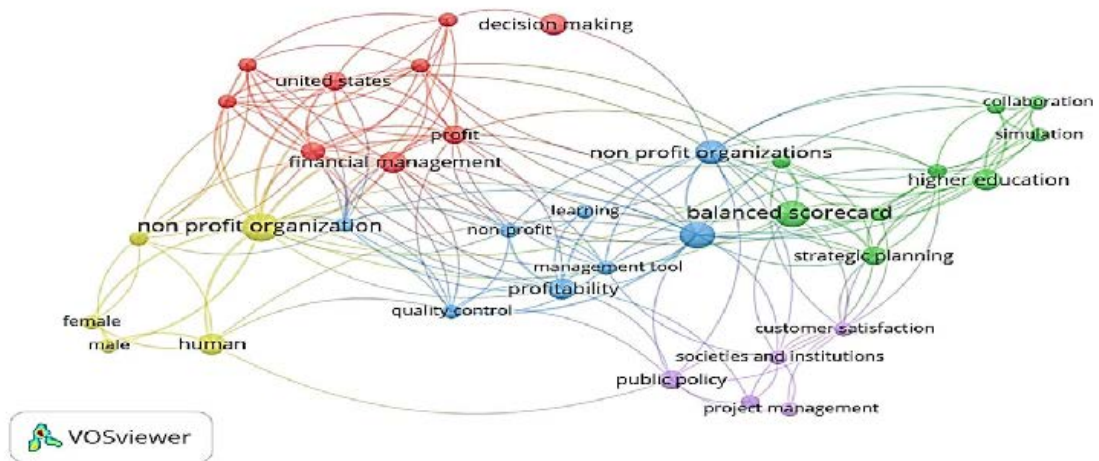 decision making
united states
collaboration
simulation
profit
financial management
non profit organizations
higher education
learning
balanced scorecard
non profit organization
non profit
management tool
strategic planning
profitability
quality control
female
customer satisfaction
male
human
societies and institutions
public policy
project management
VOSviewer